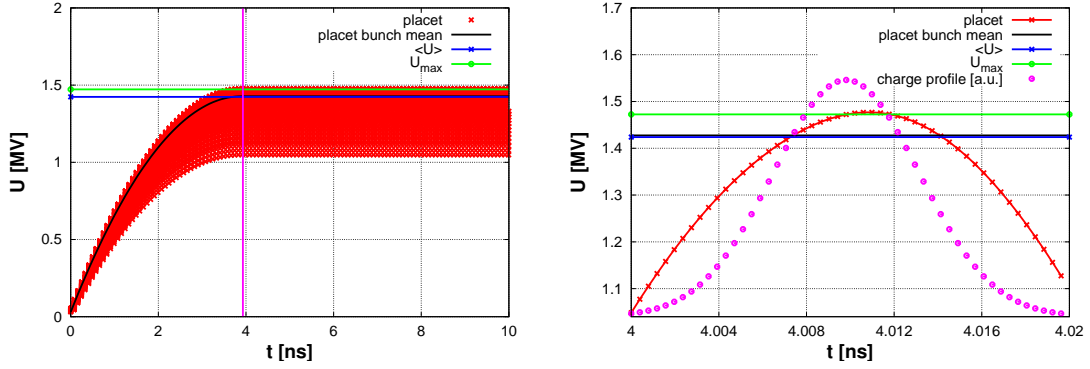 U [MV]
2
1.5
1
0.5
0
0 2 4 6 8 10
t [ns]
placet
placet bunch mean
<U>
Umax
U [MV]
1.7
1.6
1.5
1.4
1.3
1.2
1.1
4 4.004 4.008 4.012 4.016 4.02
t [ns]
placet
placet bunch mean
<U>
Umax
charge profile [a.u.]